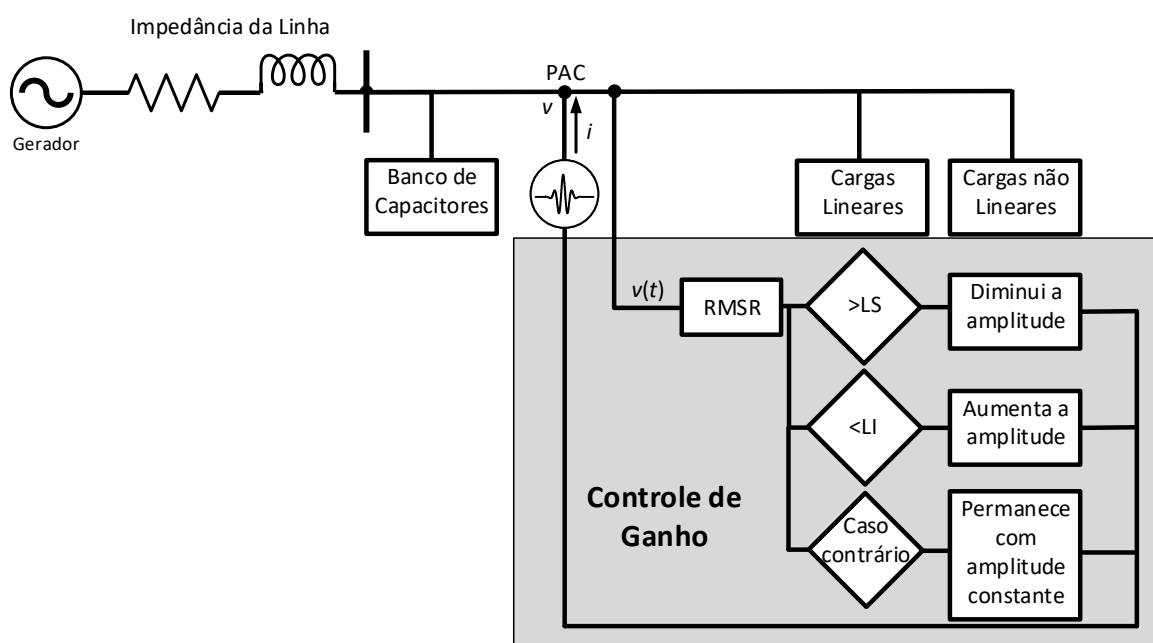 Impedância da Linha
Gerador
PAC
v
i
Banco de
Capacitores
Cargas
Lineares
Cargas não
Lineares
v(t)
RMSR
>LS
Diminui a
amplitude
<LI
Aumenta a
amplitude
Controle de
Ganho
Caso
contrário
Permanece
com
amplitude
constante